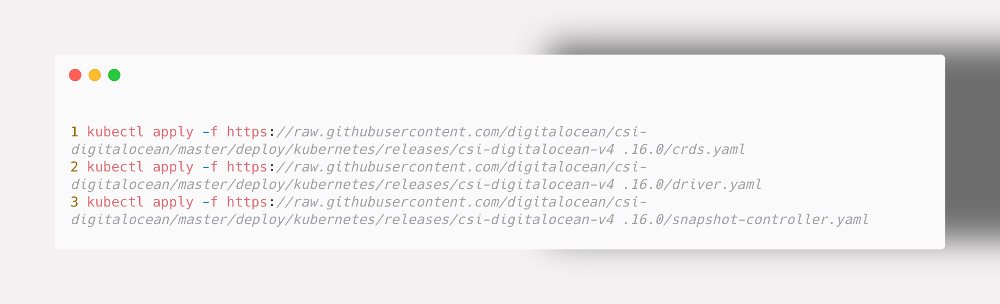 1 kubectl apply -f https://raw.githubusercontent.com/digitalocean/csi-
digitalocean/master/deploy/kubernetes/releases/csi-digitalocean-v4 .16.0/crds.yaml
2 kubectl apply -f https://raw.githubusercontent.com/digitalocean/csi-
digitalocean/master/deploy/kubernetes/releases/csi-digitalocean-v4 .16.0/driver.yaml
3 kubectl apply -f https://raw.githubusercontent.com/digitalocean/csi-
digitalocean/master/deploy/kubernetes/releases/csi-digitalocean-v4 .16.0/snapshot-controller.yaml